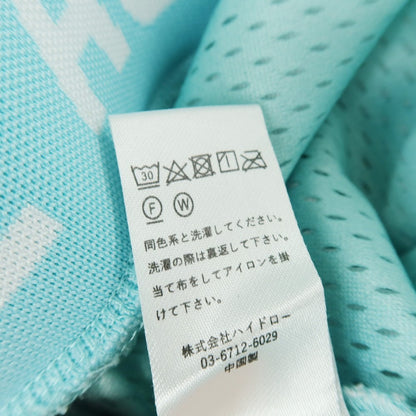 30
F W
同色系と洗濯してください。
洗濯の際は裏返して下さい。
当て布をしてアイロンを掛
けて下さい。
株式会社ハイドロー
03-6712-6029
中国製